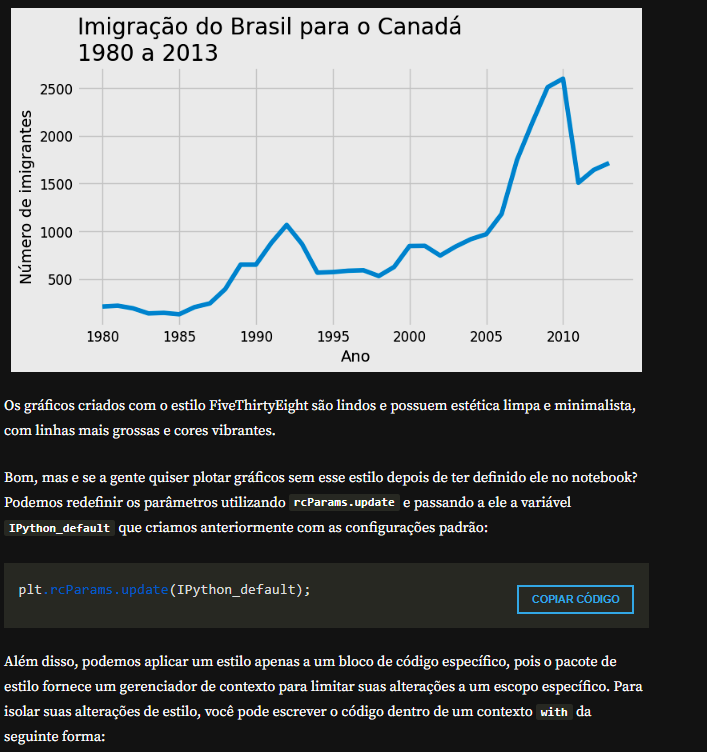 Imigração do Brasil para o Canadá
1980 a 2013
2500
2000
1500
1000
500
Número de imigrantes
1980 1985 1990 1995 2000 2005 2010
Ano
Os gráficos criados com o estilo FiveThirtyEight são lindos e possuem estética limpa e minimalista,
com linhas mais grossas e cores vibrantes.
Bom, mas e se a gente quiser plotar gráficos sem esse estilo depois de ter definido ele no notebook?
Podemos redefinir os parâmetros utilizando rcParams.update e passando a ele a variável
IPython_default que criamos anteriormente com as configurações padrão:
plt.rcParams.update(IPython_default);
COPIAR CÓDIGO
Além disso, podemos aplicar um estilo apenas a um bloco de código específico, pois o pacote de
estilo fornece um gerenciador de contexto para limitar suas alterações a um escopo específico. Para
isolar suas alterações de estilo, você pode escrever o código dentro de um contexto with da
seguinte forma: